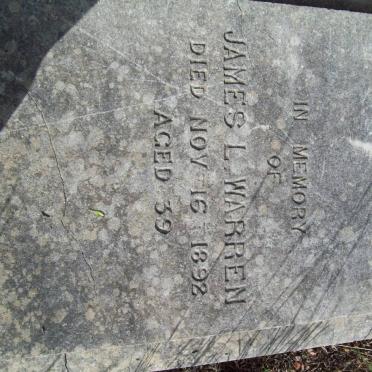 IN MEMORY
OF
JAMES L. WARREN
DIED NOV 16 1892
AGED 39